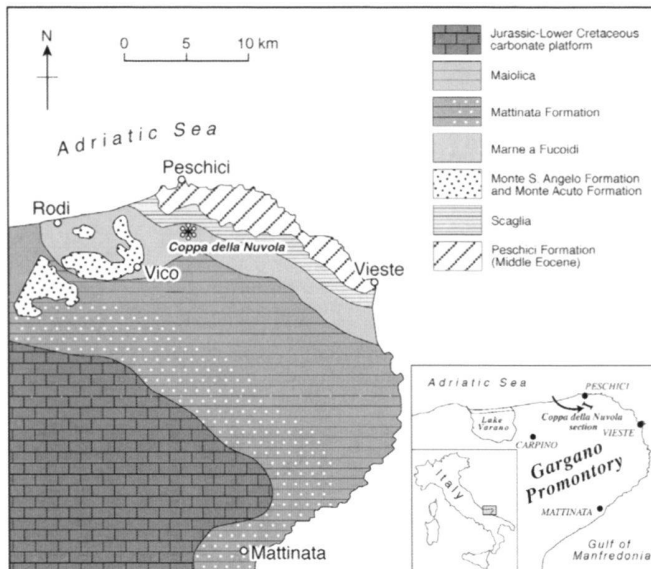 N
0 5 10 km
Adriatic Sea
Peschici
Rodi
Coppa della Nuvola
Vico
Vieste
Mattinata
Jurassic-Lower Cretaceous
carbonate platform
Maiolica
Mattinata Formation
Marne a Fucoidi
Monte S. Angelo Formation
and Monte Acuto Formation
Scaglia
Peschici Formation
(Middle Eocene)
Adriatic Sea
PESCHICI
Lake
Varano
Coppa della Nuvola
section
VIESTE
CARPINO
Gargano
Promontory
Italy
MATTINATA
Gulf of
Manfredonia